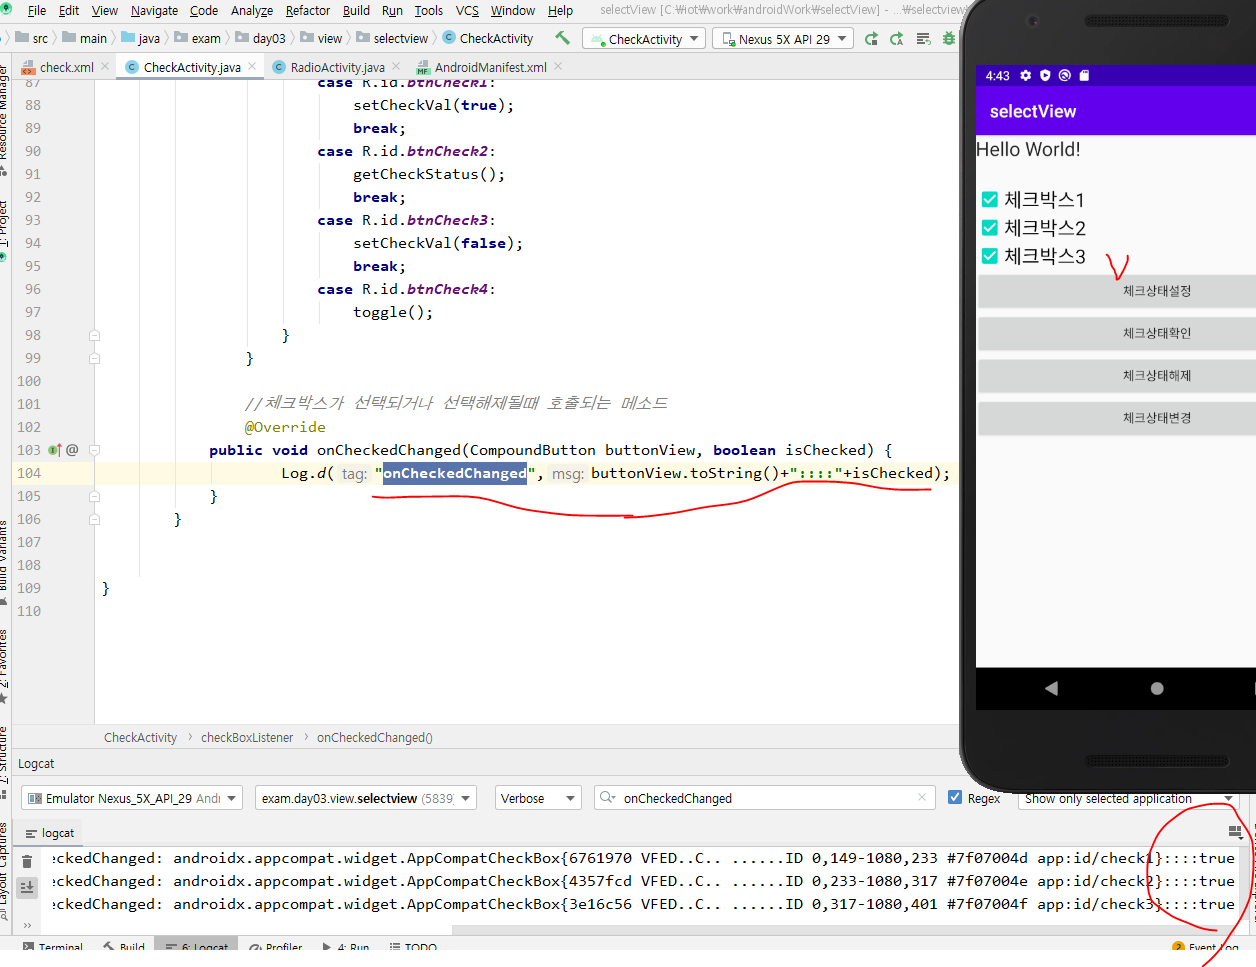 File Edit View Navigate Code Analyze Refactor Build Run Tools VCS Window Help selectView [C:₩iot₩work₩androidWork₩selectView] - ...₩selectview
src main java exam day03 view selectview CheckActivity CheckActivity Nexus 5X API 29
check.xml CheckActivity.java RadioActivity.java AndroidManifest.xml
Resource Manager
1: Project
Build Variants
2: Favorites
7: Structure
Layout Captures
87 case R.id.btnCheck1:
88 setCheckVal(true);
89 break;
90 case R.id.btnCheck2:
91 getCheckStatus();
92 break;
93 case R.id.btnCheck3:
94 setCheckVal(false);
95 break;
96 case R.id.btnCheck4:
97 toggle();
98 }
99 }
100
101 //체크박스가 선택되거나 선택해제될때 호출되는 메소드
102 @Override
103 public void onCheckedChanged(CompoundButton buttonView, boolean isChecked) {
104 Log.d( tag: "onCheckedChanged", msg: buttonView.toString()+"::::"+isChecked);
105 }
106 }
107
108
109 }
110
CheckActivity checkBoxListener onCheckedChanged()
4:43
selectView
Hello World!
체크박스1
체크박스2
체크박스3
체크상태설정
체크상태확인
체크상태해제
체크상태변경
Logcat
Emulator Nexus_5X_API_29 Andr exam.day03.view.selectview (5839) Verbose onCheckedChanged Regex Show only selected application
logcat
eckedChanged: androidx.appcompat.widget.AppCompatCheckBox{6761970 VFED..C.. ......ID 0,149-1080,233 #7f07004d app:id/check1}::::true
eckedChanged: androidx.appcompat.widget.AppCompatCheckBox{4357fcd VFED..C.. ......ID 0,233-1080,317 #7f07004e app:id/check2}::::true
eckedChanged: androidx.appcompat.widget.AppCompatCheckBox{3e16c56 VFED..C.. ......ID 0,317-1080,401 #7f07004f app:id/check3}::::true
Terminal Build 6: Logcat Profiler 4: Run TODO 2 Event Log